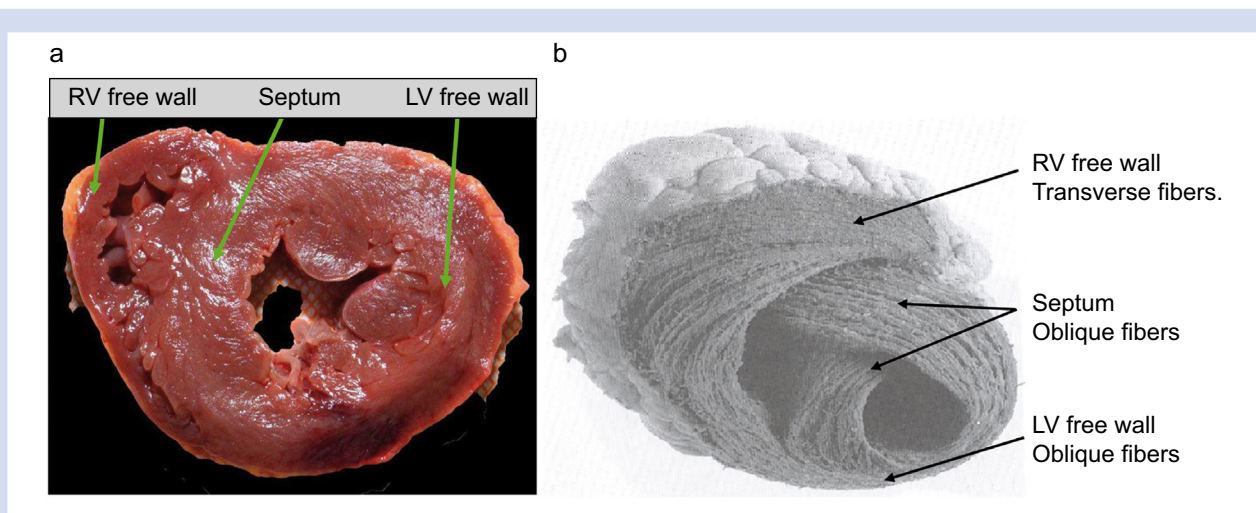 a
RV free wall Septum LV free wall
b
RV free wall
Transverse fibers.
Septum
Oblique fibers
LV free wall
Oblique fibers